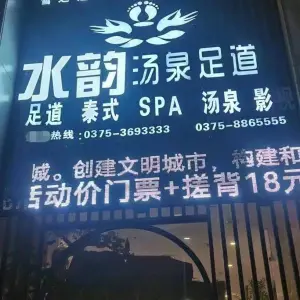 水韵汤泉足道
足道 泰式 SPA 汤泉 影
热线：0375-3693333 0375-8865555
城。创建文明城市，构建和
活动价门票+搓背18元